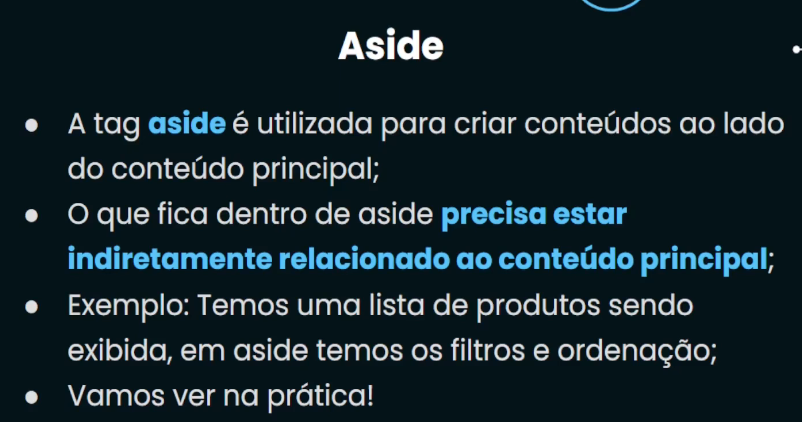 Aside
● A tag aside é utilizada para criar conteúdos ao lado
do conteúdo principal;
● O que fica dentro de aside precisa estar
indiretamente relacionado ao conteúdo principal;
● Exemplo: Temos uma lista de produtos sendo
exibida, em aside temos os filtros e ordenação;
● Vamos ver na prática!